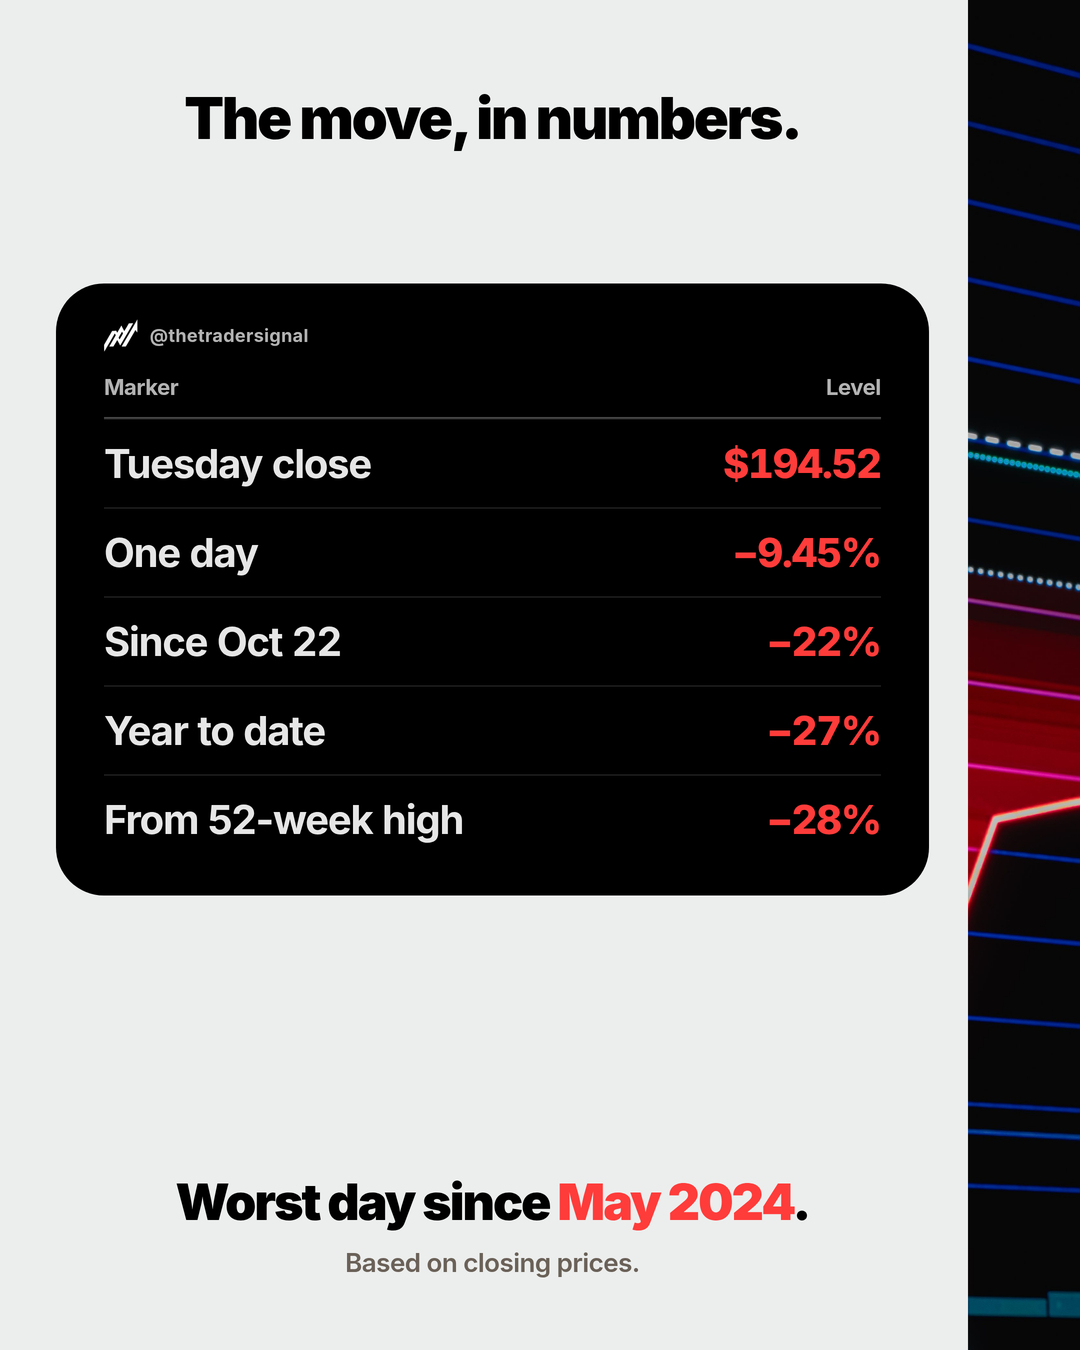 The move, in numbers.
@thetradersignal
Marker Level
Tuesday close $194.52
One day –9.45%
Since Oct 22 –22%
Year to date –27%
From 52-week high –28%
Worst day since May 2024.
Based on closing prices.